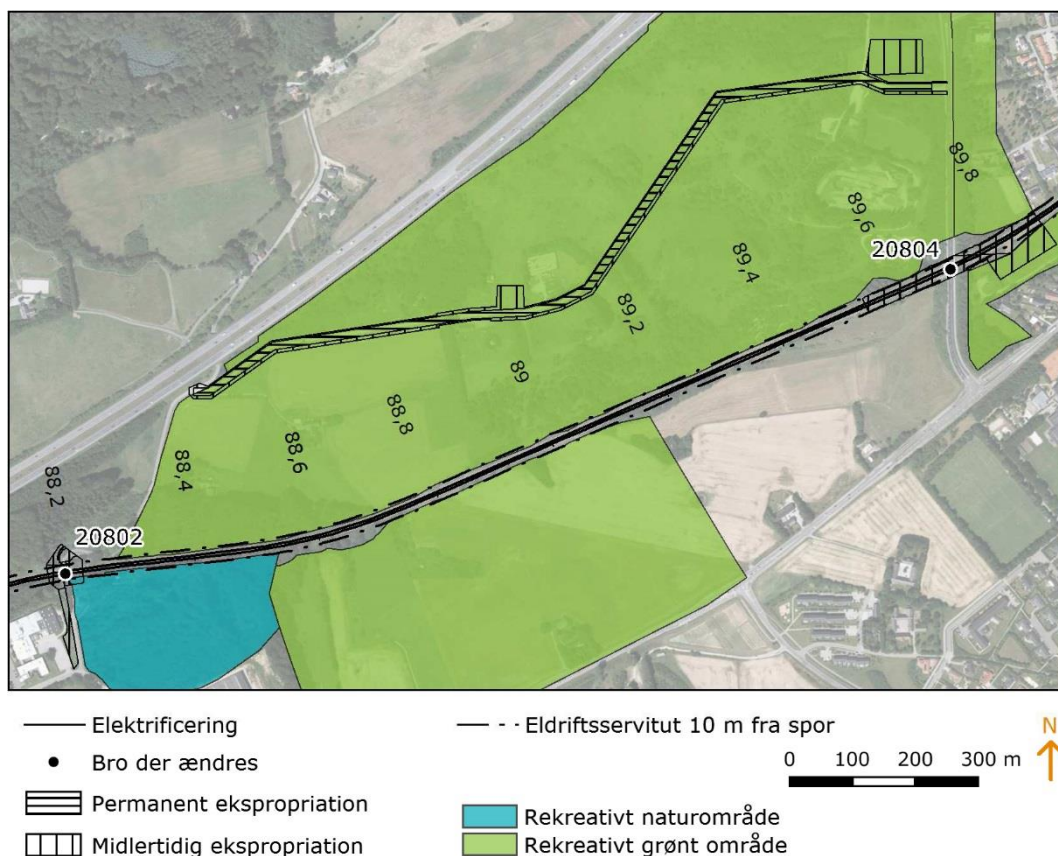 89,8
89,6
20804
89,4
89,2
89
88,8
88,6
88,4
88,2
20802
Elektrificering
Eldriftsservitut 10 m fra spor
N
Bro der ændres
0 100 200 300 m
Permanent ekspropriation
Rekreativt naturområde
Midlertidig ekspropriation
Rekreativt grønt område